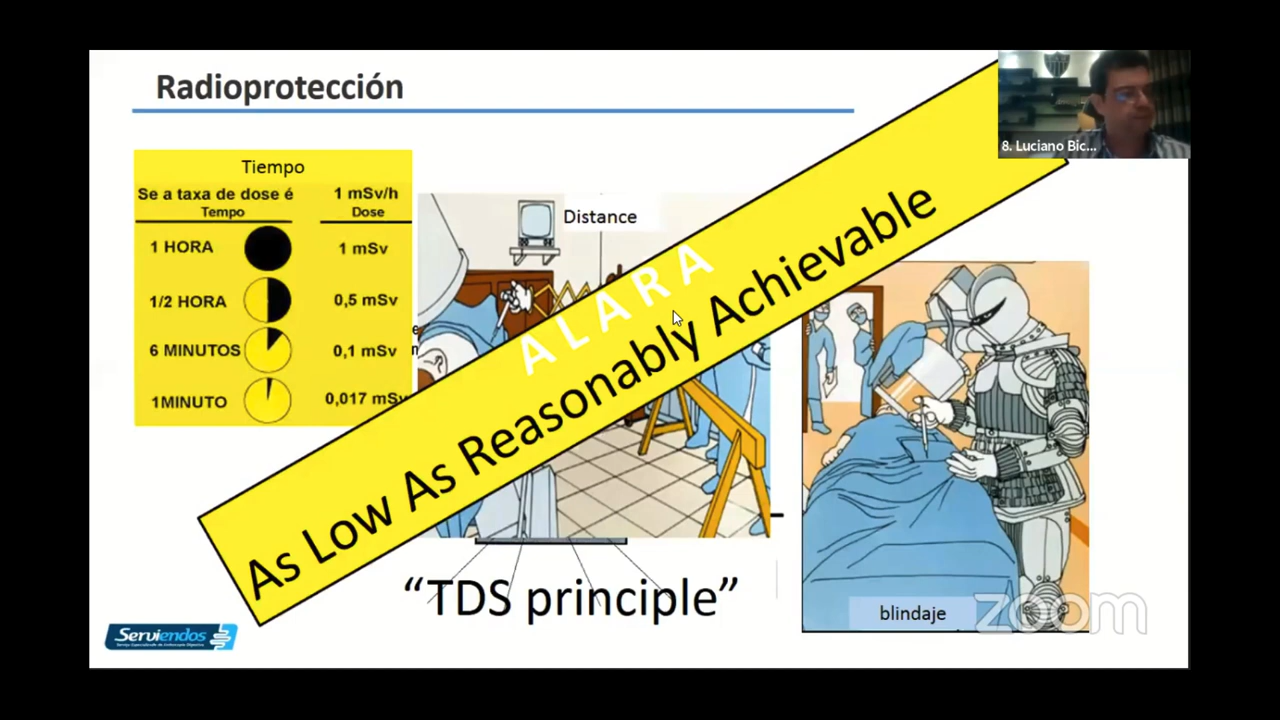 Radioprotección
8. Luciano Bic...
Tiempo
Se a taxa de dose é 1 mSv/h
Tempo Dose
1 HORA 1 mSv
1/2 HORA 0,5 mSv
6 MINUTOS 0,1 mSv
1MINUTO 0,017 mSv
Distance
A L A R A
As Low As Reasonably Achievable
“TDS principle”
blindaje
zoom
Serviendos